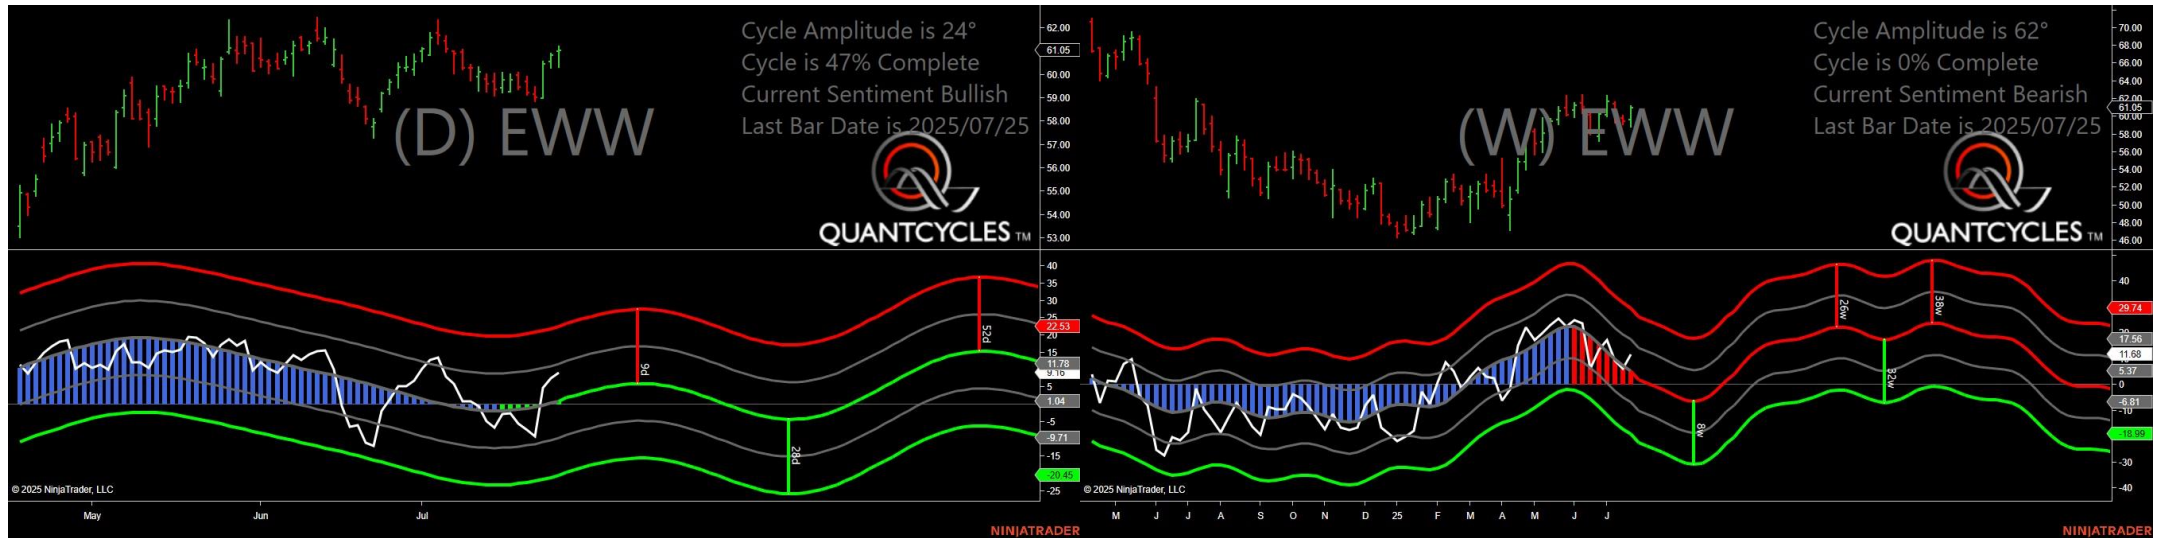 Cycle Amplitude is 24°
Cycle is 47% Complete
Current Sentiment Bullish
Last Bar Date is 2025/07/25
(D) EWW
QUANTCYCLES TM
62.00
61.05
60.00
59.00
58.00
57.00
56.00
55.00
54.00
53.00
40
35
30
25
22.53
20
15
11.78
9.16
5
1.04
-5
-9.71
-15
-20.45
-25
9d
28d
52d
© 2025 NinjaTrader, LLC
May Jun Jul
NINJATRADER
Cycle Amplitude is 62°
Cycle is 0% Complete
Current Sentiment Bearish
Last Bar Date is 2025/07/25
(W) EWW
QUANTCYCLES TM
70.00
68.00
66.00
64.00
62.00
61.05
60.00
58.00
56.00
54.00
52.00
50.00
48.00
46.00
40
29.74
17.56
11.68
5.37
0
-6.81
-10
-18.99
-30
-40
8w
26w
32w
38w
© 2025 NinjaTrader, LLC
M J J A S O N D 25 F M A M J J
NINJATRADER